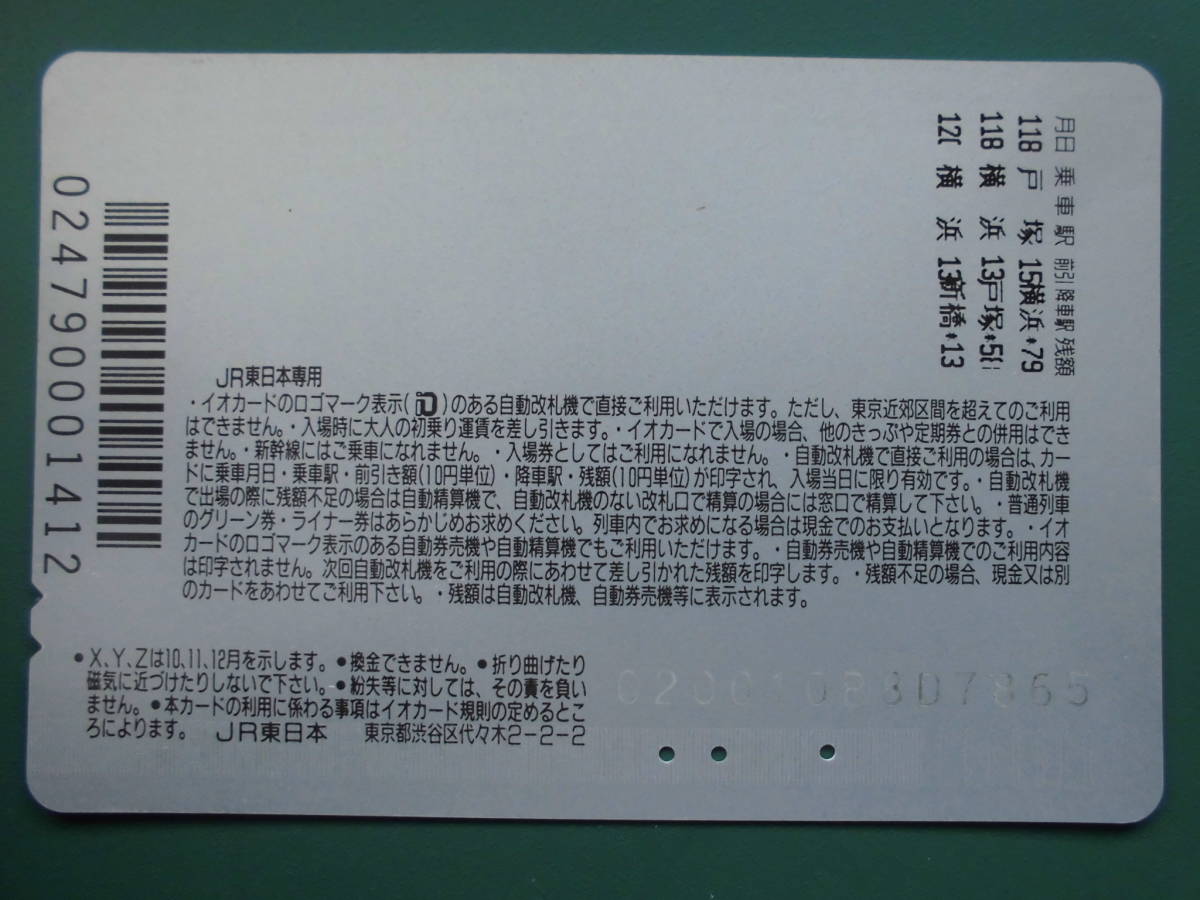 月日 乗車駅 前引 降車駅 残額
118 戸 塚 15横浜*79
118 横 浜 13戸塚*5
12 横 浜 13新橋*13
024790001412
JR東日本専用
・イオカードのロゴマーク表示( iO )のある自動改札機で直接ご利用いただけます。ただし、東京近郊区間を超えてのご利用
はできません。・入場時に大人の初乗り運賃を差し引きます。・イオカードで入場の場合、他のきっぷや定期券との併用はでき
ません。・新幹線にはご乗車になれません。・入場券としてはご利用になれません。・自動改札機で直接ご利用の場合は、カー
ドに乗車月日・乗車駅・前引き額(10円単位)・降車駅・残額(10円単位)が印字され、入場当日に限り有効です。・自動改札機
で出場の際に残額不足の場合は自動精算機で、自動改札機のない改札口で精算の場合には窓口で精算して下さい。・普通列車
のグリーン券・ライナー券はあらかじめお求めください。列車内でお求めになる場合は現金でのお支払いとなります。・イオ
カードのロゴマーク表示のある自動券売機や自動精算機でもご利用いただけます。・自動券売機や自動精算機でのご利用内容
は印字されません。次回自動改札機をご利用の際にあわせて差し引かれた残額を印字します。・残額不足の場合、現金又は別
のカードをあわせてご利用下さい。・残額は自動改札機、自動券売機等に表示されます。
●X、Y、Zは10、11、12月を示します。●換金できません。●折り曲げたり
磁気に近づけたりしないで下さい。●紛失等に対しては、その責を負い
ません。●本カードの利用に係わる事項はイオカード規則の定めるとこ
ろによります。 JR東日本 東京都渋谷区代々木2-2-2